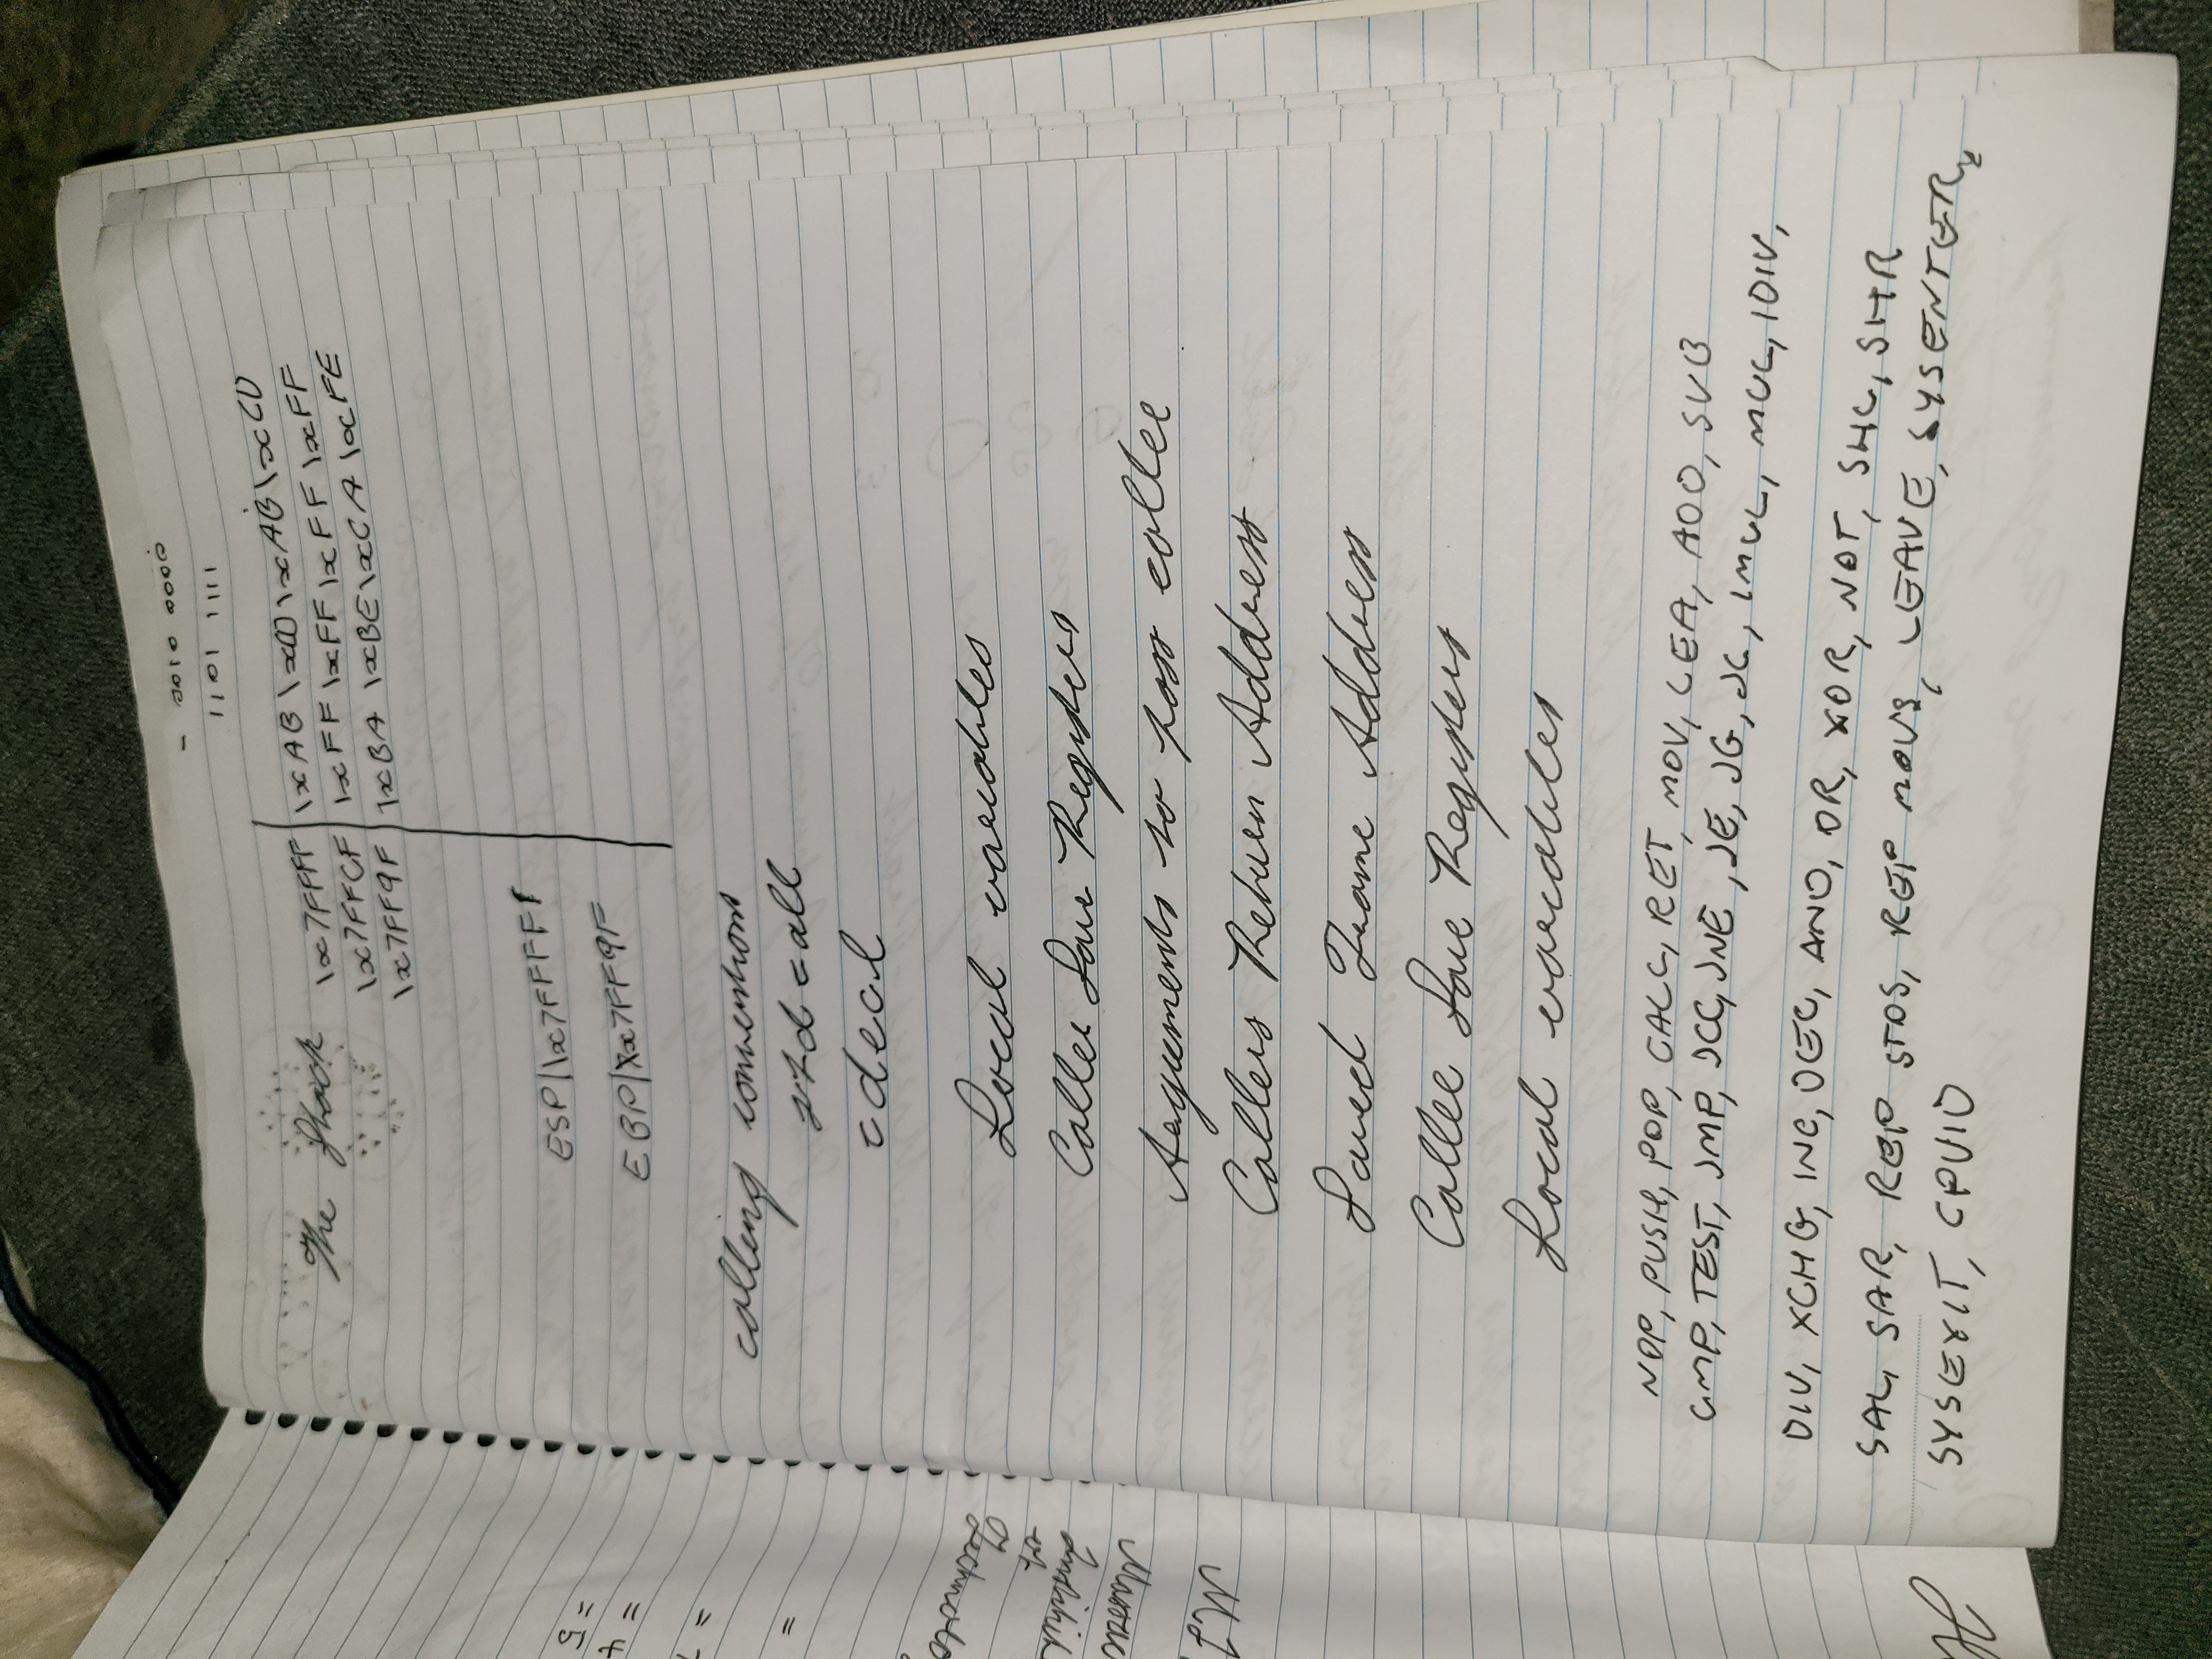 - 0010 0000
1101 1111
The Stack \x7FFFF \xAB \xCD \xAB \xCD
\x7FFCF \xFF \xFF \xFF \xFF
\x7FF9F \xBA \xBE \xCA \xFE
ESP|\x7FFFFF
EBP|\x7FF9F
calling conventions
std call
cdecl
Local variables
Caller Save Registers
Arguments to pass callee
Callers Return Address
Saved Frame Address
Callee Save Registers
Local variables
NOP, PUSH, POP, CALL, RET, MOV, LEA, ADD, SUB
CMP, TEST, JMP, JCC, JNE, JE, JG, JL, IMUL, MUL, IDIV,
DIV, XCHG, INC, DEC, AND, OR, XOR, NOT, SHL, SHR
SAL, SAR, REP STOS, REP MOVS, LEAVE, SYSENTER,
SYSEXIT, CPUID